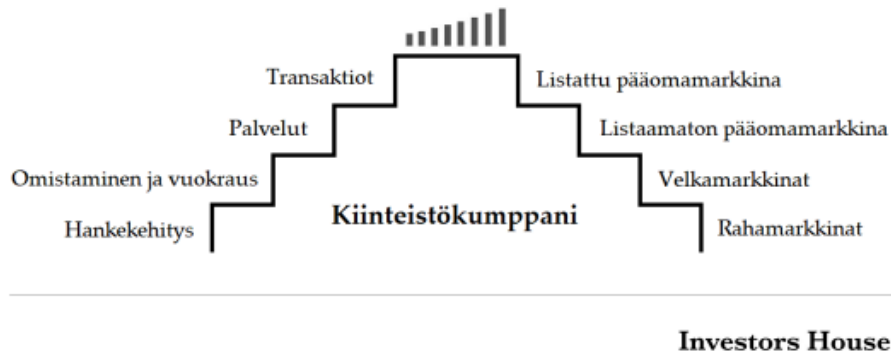 Transaktiot
Listattu pääomamarkkina
Palvelut
Listaamaton pääomamarkkina
Omistaminen ja vuokraus
Velkamarkkinat
Kiinteistökumppani
Hankekehitys
Rahamarkkinat
Investors House